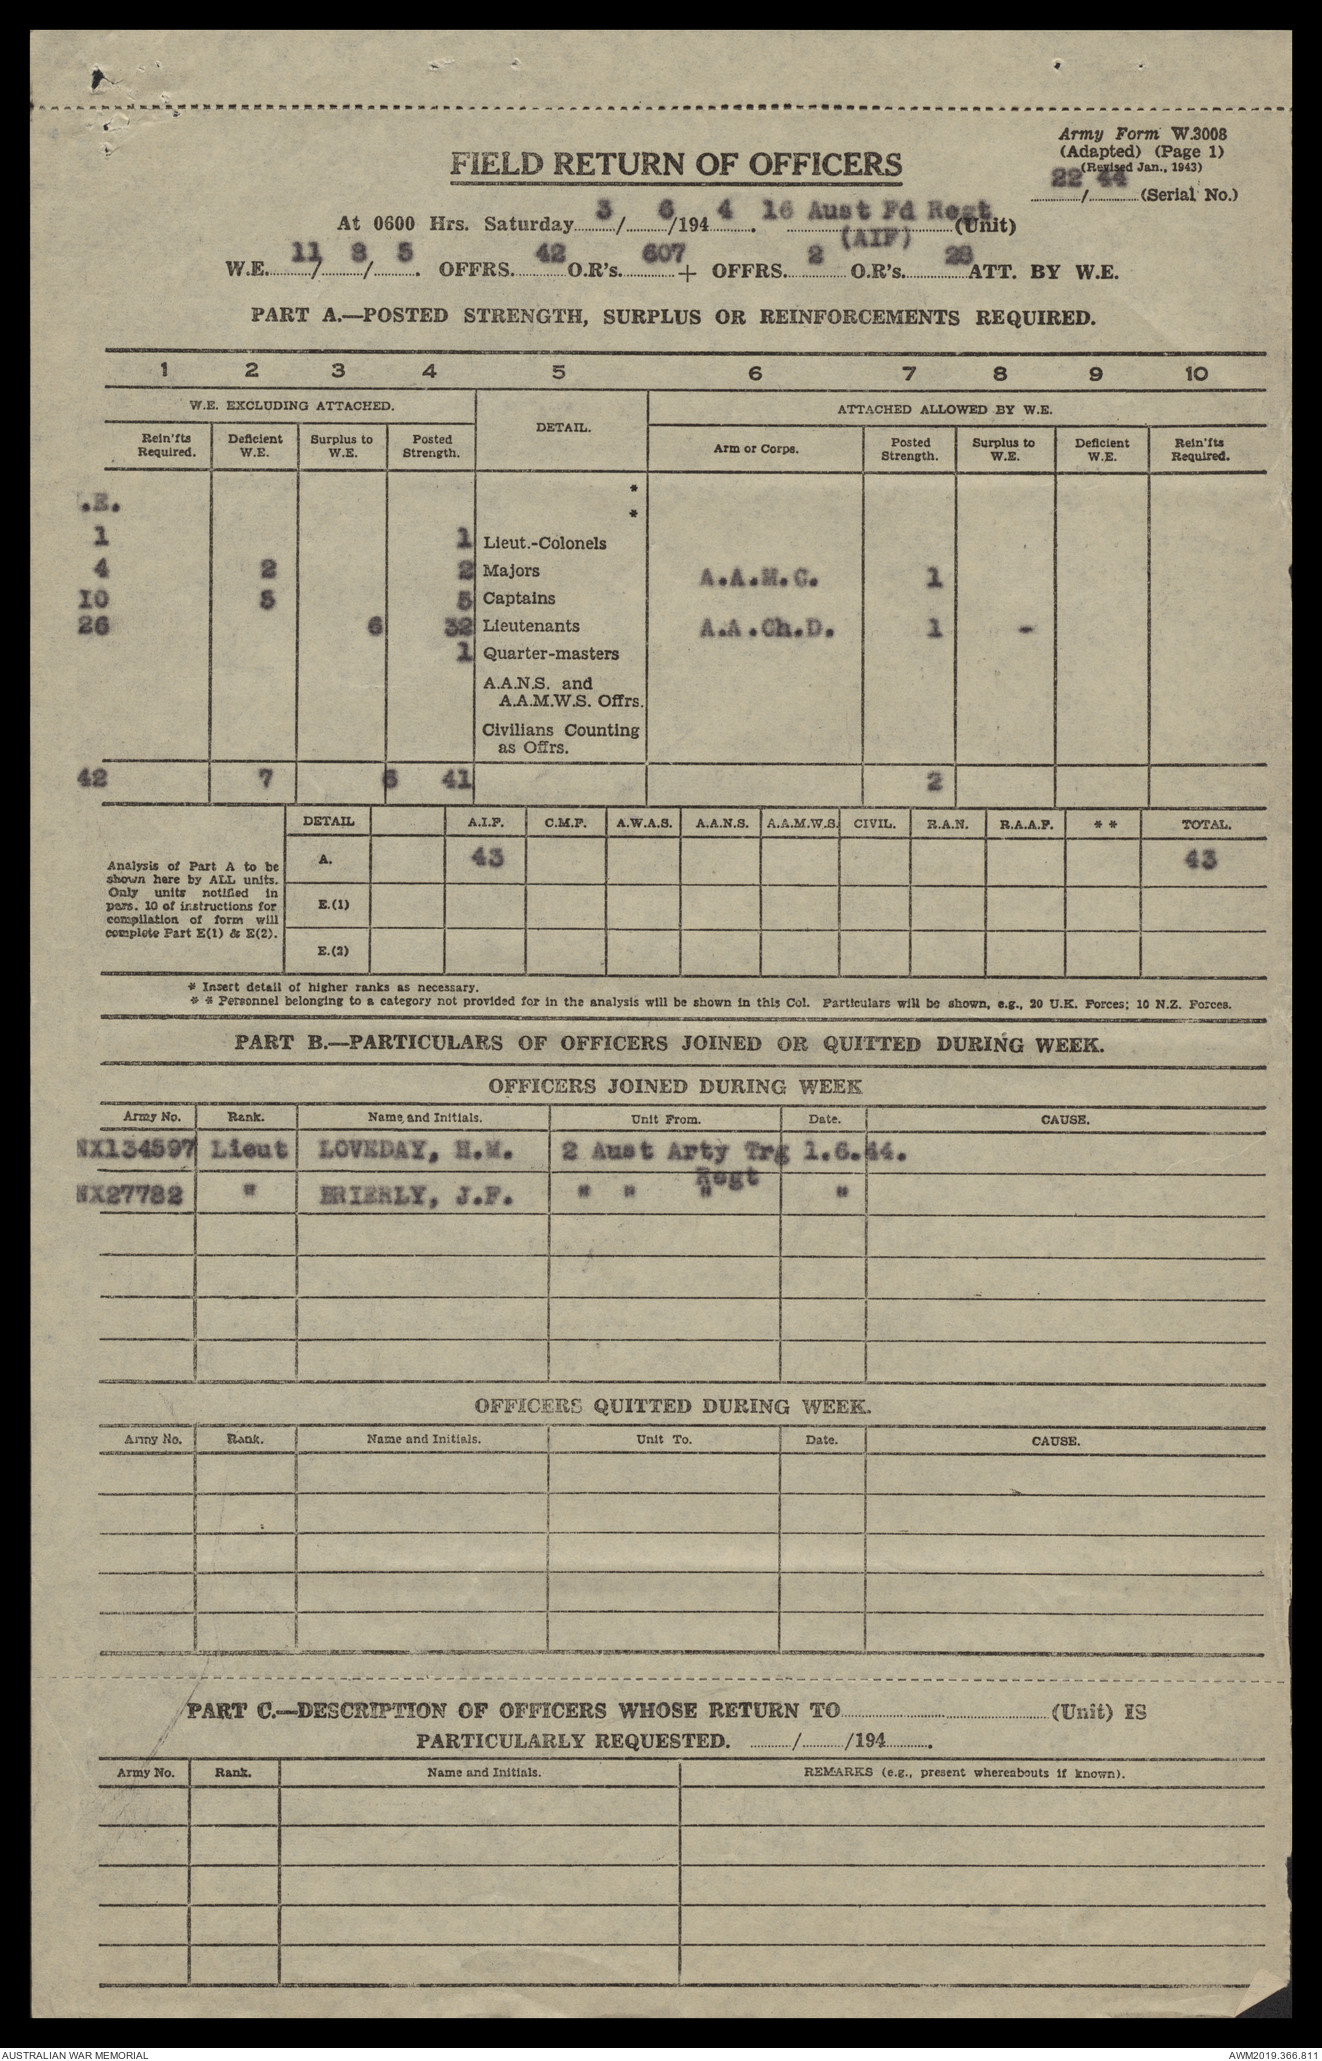 Army Form W.3008
(Adapted) (Page 1)
(Revised Jan., 1943)
22/44 (Serial No.)
FIELD RETURN OF OFFICERS
At 0600 Hrs. Saturday 3/6/1944. 16 Aust Fd Regt (Unit)
(AIF)
W.E. 11/8/5. OFFRS. 42 O.R's. 607 + OFFRS. 2 O.R's. 28 ATT. BY W.E.
PART A.—POSTED STRENGTH, SURPLUS OR REINFORCEMENTS REQUIRED.
1 2 3 4 5 6 7 8 9 10
W.E. EXCLUDING ATTACHED. DETAIL. ATTACHED ALLOWED BY W.E.
Rein'fts Required. Deficient W.E. Surplus to W.E. Posted Strength. Arm or Corps. Posted Strength. Surplus to W.E. Deficient W.E. Rein'fts Required.
.E. *
*
1 1 Lieut.-Colonels
4 2 2 Majors A.A.M.C. 1
10 5 5 Captains
26 6 32 Lieutenants A.A.Ch.D. 1 -
1 Quarter-masters
A.A.N.S. and
A.A.M.W.S. Offrs.
Civilians Counting
as Offrs.
42 7 6 41 2
DETAIL A.I.F. C.M.F. A.W.A.S. A.A.N.S. A.A.M.W.S. CIVIL. R.A.N. R.A.A.F. * * TOTAL.
Analysis of Part A to be
shown here by ALL units.
Only units notified in
para. 10 of instructions for
compilation of form will
complete Part E(1) & E(2).
A. 43 43
E.(1)
E.(2)
* Insert detail of higher ranks as necessary.
* * Personnel belonging to a category not provided for in the analysis will be shown in this Col. Particulars will be shown, e.g., 20 U.K. Forces; 10 N.Z. Forces.
PART B.—PARTICULARS OF OFFICERS JOINED OR QUITTED DURING WEEK.
OFFICERS JOINED DURING WEEK
Army No. Rank. Name and Initials. Unit From. Date. CAUSE.
NX134597 Lieut LOVEDAY, H.M. 2 Aust Arty Trg 1.6.44.
Regt
NX27782 " BRIERLY, J.F. " " " "
OFFICERS QUITTED DURING WEEK.
Army No. Rank. Name and Initials. Unit To. Date. CAUSE.
PART C.—DESCRIPTION OF OFFICERS WHOSE RETURN TO (Unit) IS
PARTICULARLY REQUESTED. / /194 .
Army No. Rank. Name and Initials. REMARKS (e.g., present whereabouts if known).
AUSTRALIAN WAR MEMORIAL AWM2019.366.811